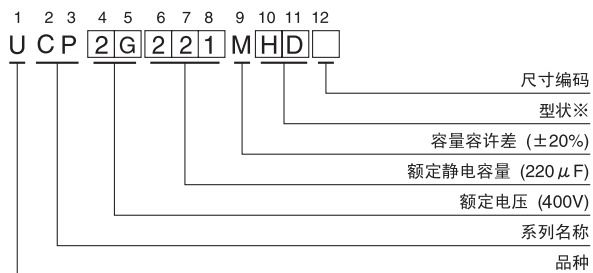 1 2 3 4 5 6 7 8 9 10 11 12
U C P 2 G 2 2 1 M H D
尺寸编码
型状※
容量容许差 (±20%)
额定静电容量 (220μF)
额定电压 (400V)
系列名称
品种